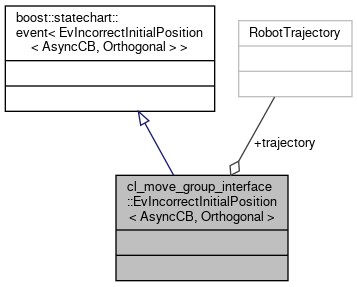 boost::statechart::
event< EvIncorrectInitialPosition
< AsyncCB, Orthogonal > >
RobotTrajectory
+trajectory
cl_move_group_interface
::EvIncorrectInitialPosition
< AsyncCB, Orthogonal >